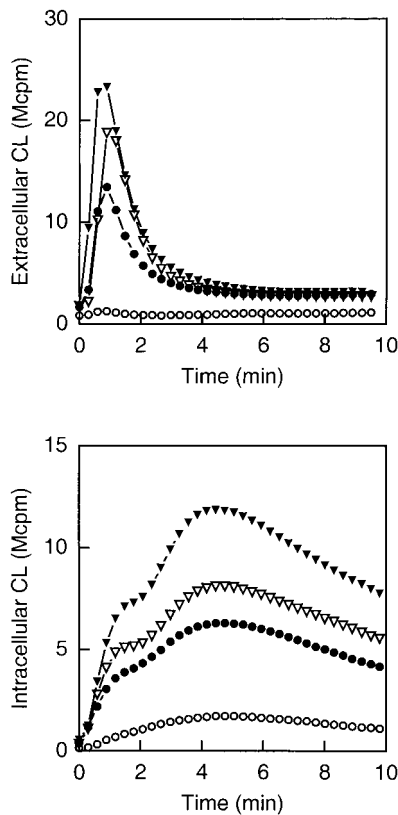 Extracellular CL (Mcpm)
30
20
10
0
0 2 4 6 8 10
Time (min)
Intracellular CL (Mcpm)
15
10
5
0
0 2 4 6 8 10
Time (min)